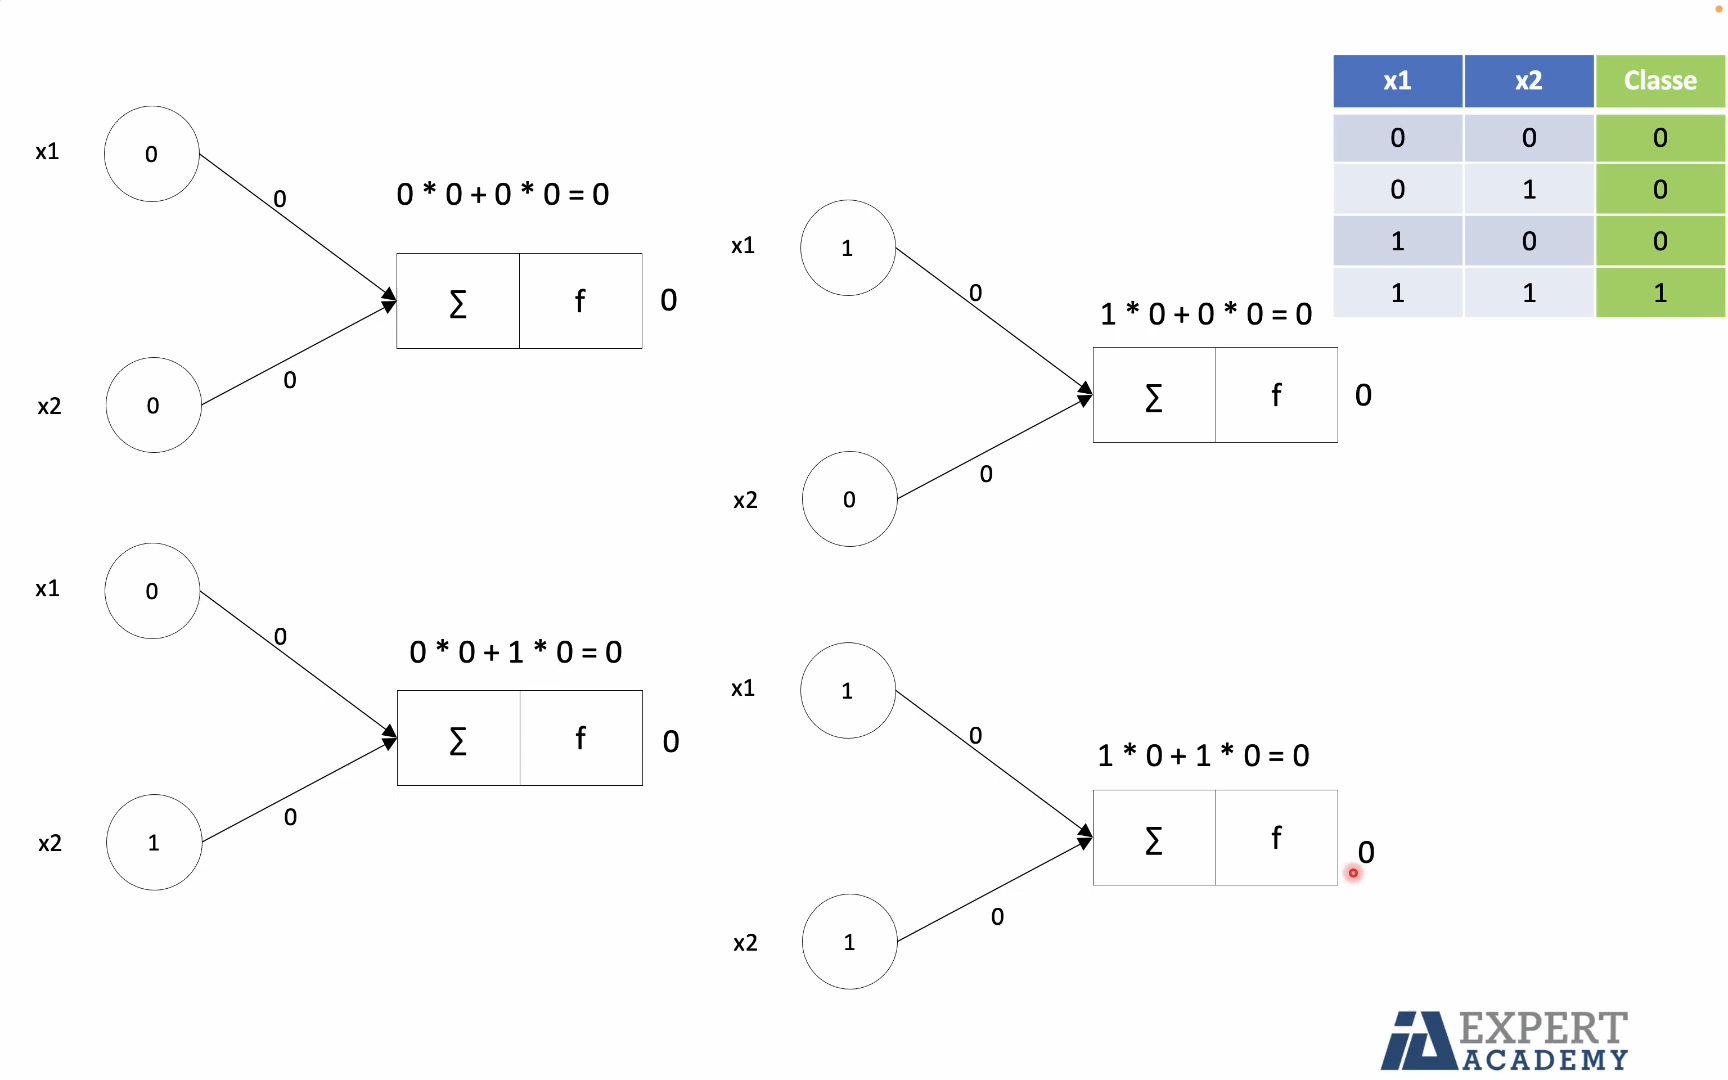 x1
0
0
0 * 0 + 0 * 0 = 0
∑
f
0
0
x2
0
x1
0
0
0 * 0 + 1 * 0 = 0
∑
f
0
0
x2
1
x1
1
0
1 * 0 + 0 * 0 = 0
∑
f
0
0
x2
0
x1
1
0
1 * 0 + 1 * 0 = 0
∑
f
0
0
x2
1
x1 x2 Classe
0 0 0
0 1 0
1 0 0
1 1 1
IA EXPERT
ACADEMY